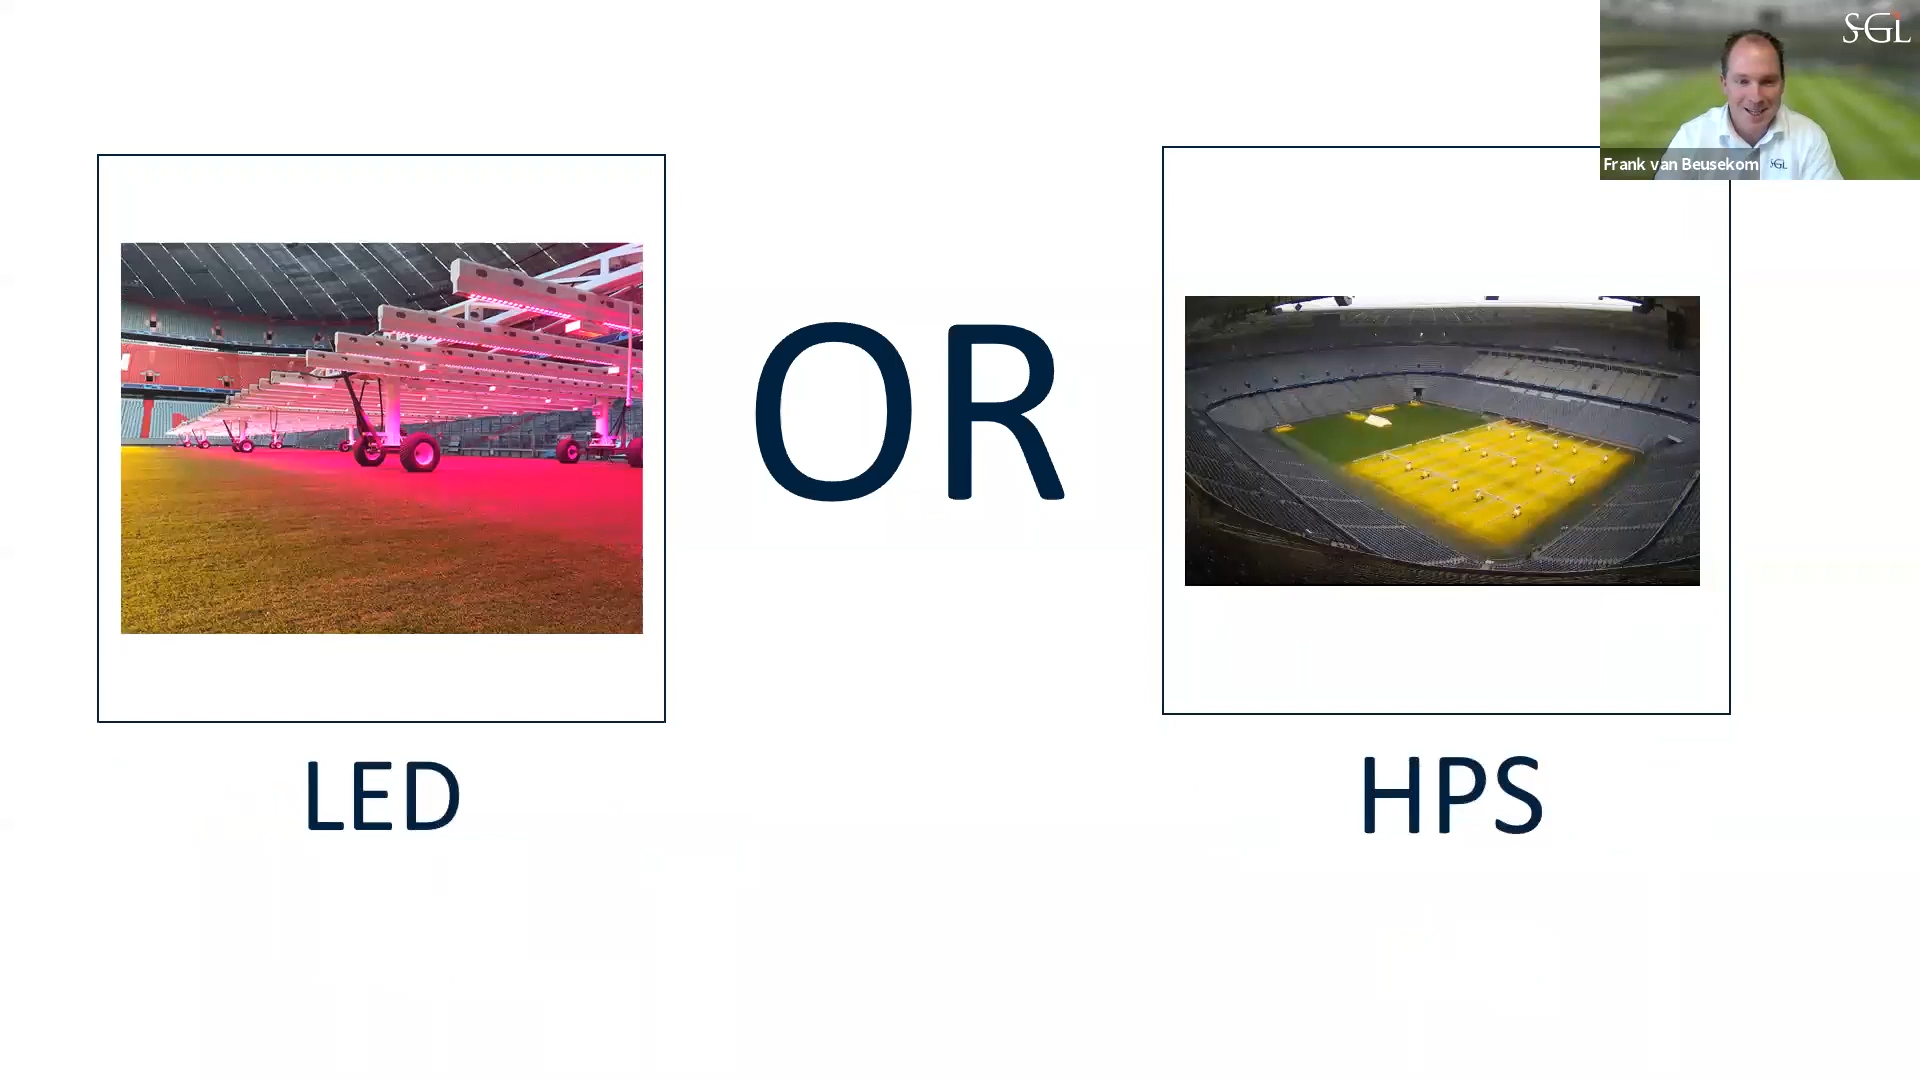 SGL
Frank van Beusekom
SGL
OR
LED
HPS